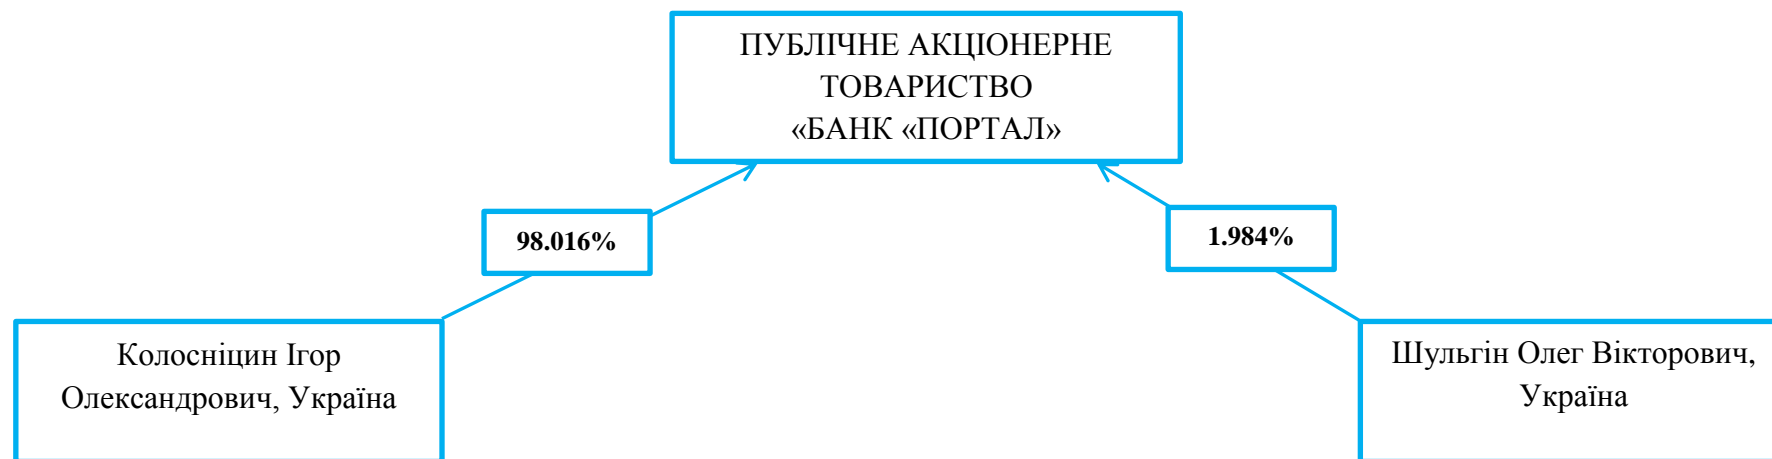 ПУБЛІЧНЕ АКЦІОНЕРНЕ
ТОВАРИСТВО
«БАНК «ПОРТАЛ»
98.016%
1.984%
Колосніцин Ігор
Олександрович, Україна
Шульгін Олег Вікторович,
Україна